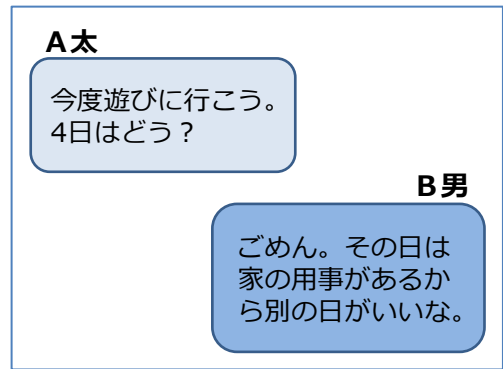 A太
今度遊びに行こう。
4日はどう？
B男
ごめん。その日は
家の用事があるか
ら別の日がいいな。